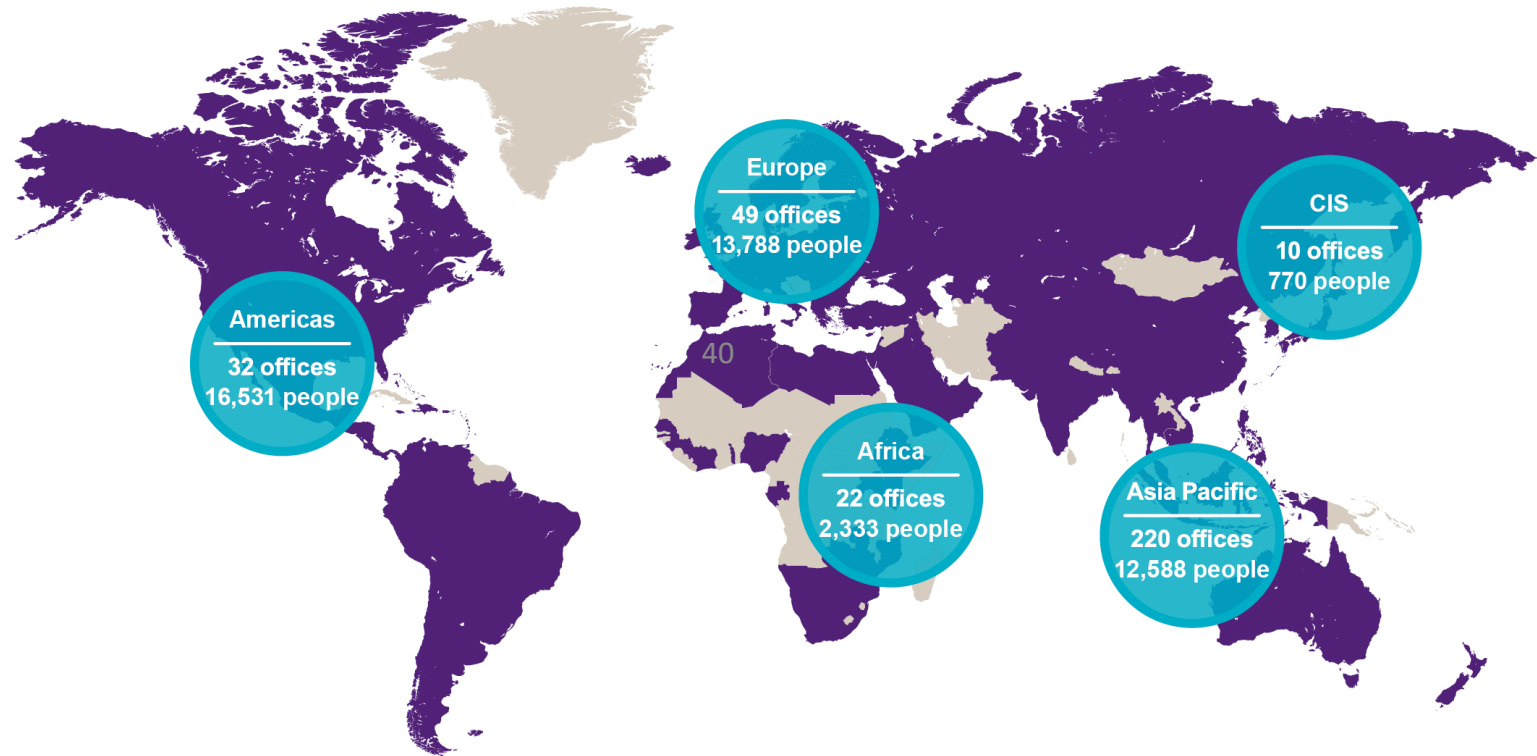 Europe
49 offices
13,788 people
CIS
10 offices
770 people
Americas
32 offices
16,531 people
40
Africa
22 offices
2,333 people
Asia Pacific
220 offices
12,588 people